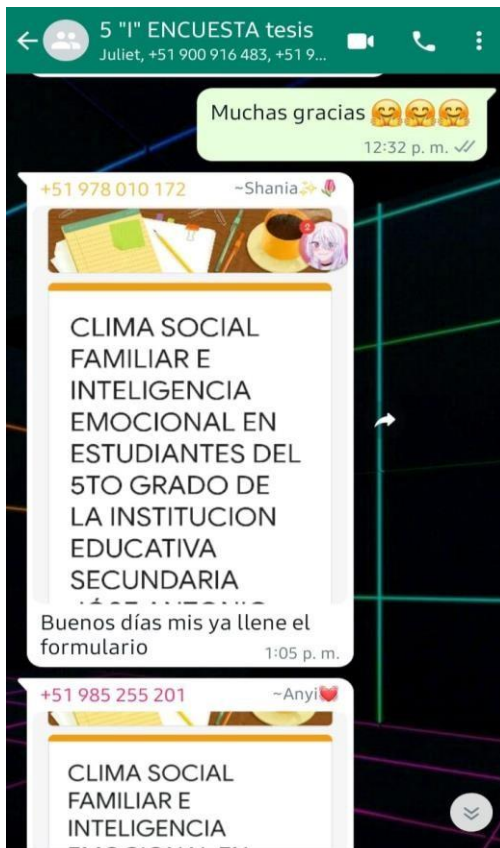 5 "I" ENCUESTA tesis
Juliet, +51 900 916 483, +51 9...
Muchas gracias 🤗🤗🤗
12:32 p. m.
+51 978 010 172 ~Shania✨🌷
CLIMA SOCIAL
FAMILIAR E
INTELIGENCIA
EMOCIONAL EN
ESTUDIANTES DEL
5TO GRADO DE
LA INSTITUCION
EDUCATIVA
SECUNDARIA
Buenos días mis ya llene el
formulario
1:05 p. m.
+51 985 255 201 ~Anyi💓
CLIMA SOCIAL
FAMILIAR E
INTELIGENCIA